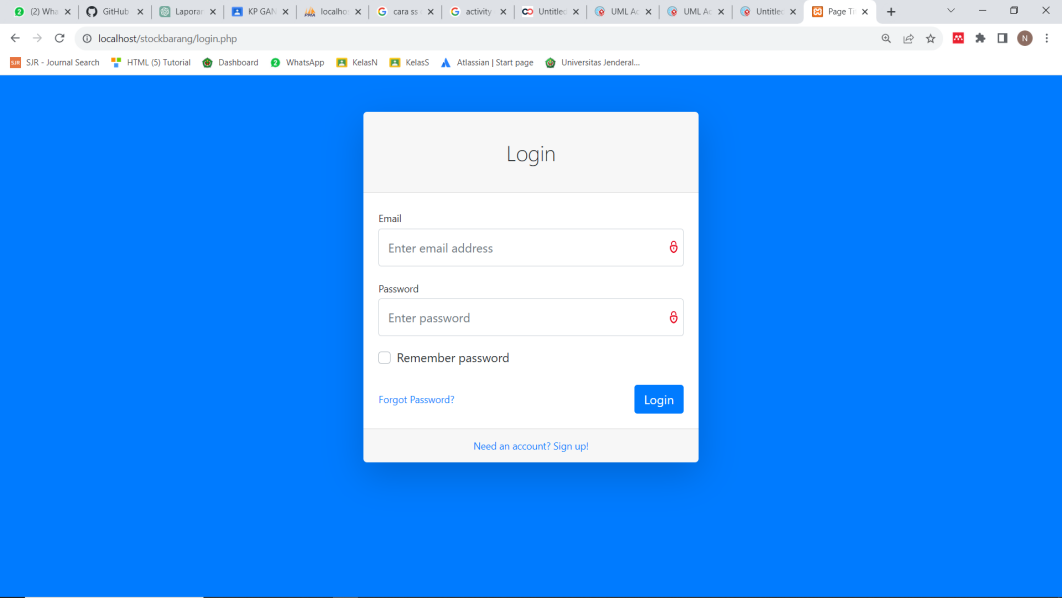 (2) Wha
GitHub
Laporan
KP GAN
localhos
cara ss
activity
Untitled
UML Ac
UML Ac
Untitled
Page Ti
localhost/stockbarang/login.php
N
SJR - Journal Search
HTML (5) Tutorial
Dashboard
WhatsApp
KelasN
KelasS
Atlassian | Start page
Universitas Jenderal...
Login
Email
Enter email address
Password
Enter password
Remember password
Forgot Password?
Login
Need an account? Sign up!